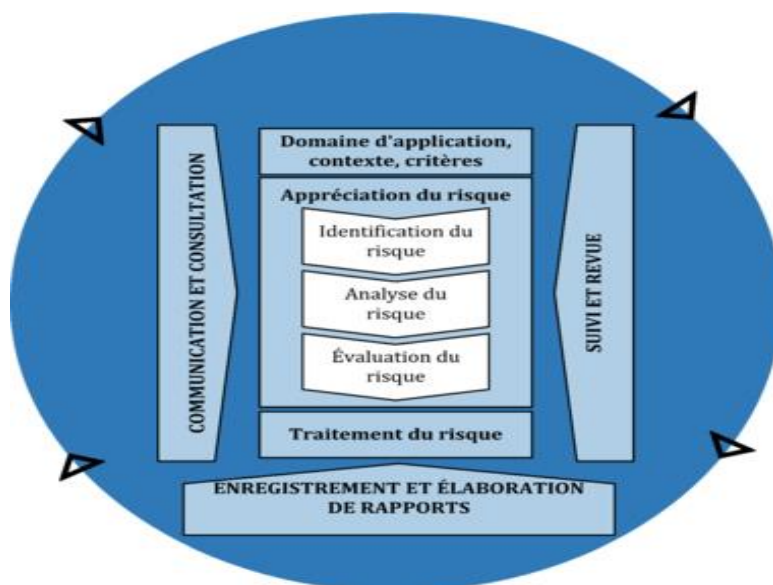 COMMUNICATION ET CONSULTATION
Domaine d'application,
contexte, critères
Appréciation du risque
Identification du
risque
Analyse du
risque
Évaluation du
risque
Traitement du risque
SUIVI ET REVUE
ENREGISTREMENT ET ÉLABORATION
DE RAPPORTS